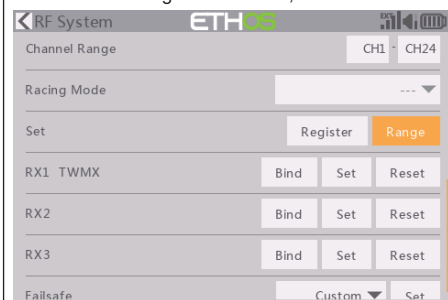 RF System ETHOS
Channel Range CH1 - CH24
Racing Mode ---
Set Register Range
RX1 TWMX Bind Set Reset
RX2 Bind Set Reset
RX3 Bind Set Reset
Failsafe Custom Set